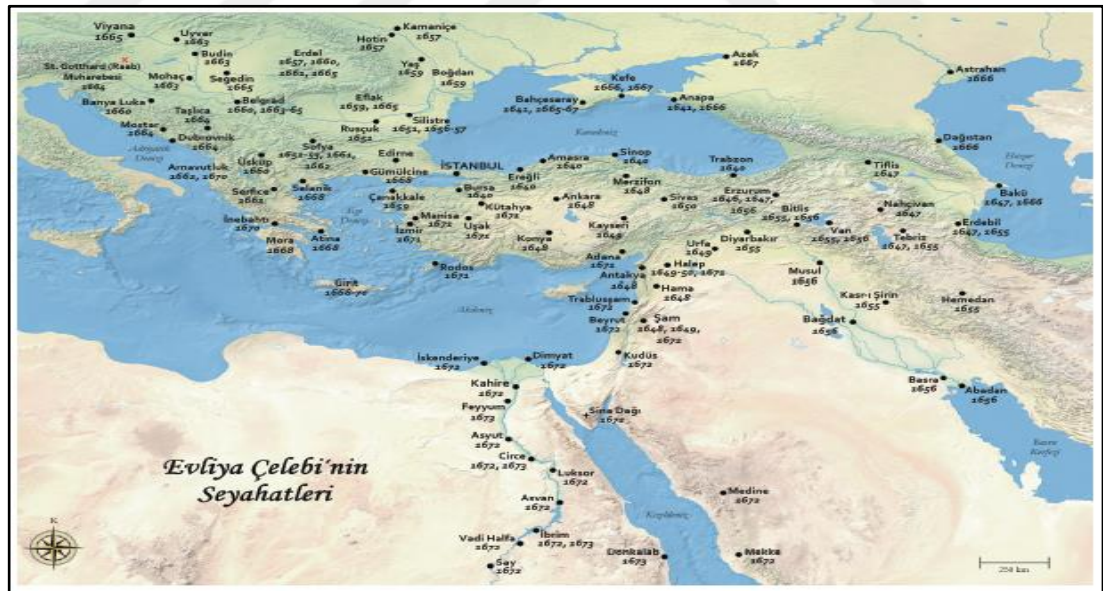 Viyana
1665
Uyvar
1663
Kamaniçe
1657
Hotin
1657
Budin
1663
Erdel
1657, 1660,
1661, 1665
Yaş
1659
Boğdan
1659
Azak
1667
Astrahan
1666
St. Gotthard (Raab)
Muharebesi
1664
Mohaç
1663
Segedin
1665
Kefe
1666, 1667
Banya Luka
1660
Taşlıca
1664
Belgrad
1660, 1663-65
Eflak
1659, 1665
Bahçesaray
1641, 1665-67
Anapa
1641, 1666
Silistre
1651, 1656-57
Mostar
1664
Rusçuk
1651
Dubrovnik
1664
Adriyatik
Denizi
Karadeniz
Dağıstan
1666
Hazar
Denizi
Sofya
1652-53, 1661,
1662
Edirne
Arnavutluk
1662, 1670
Üsküp
1660
Gümülcine
1668
İSTANBUL
Amasra
1640
Sinop
1640
Ereğli
1640
Trabzon
1640
Tiflis
1647
Serfice
1661
Selanik
1668
Çanakkale
1659
Bursa
1640
Ankara
1648
Merzifon
1648
Sivas
1650
Erzurum
1646, 1647,
1656
Bitlis
1655, 1656
Nahçıvan
1647
Bakü
1647, 1666
Ege
Denizi
Kütahya
1671
İnebahtı
1670
Manisa
1671
Uşak
1671
Kayseri
1649
Van
1655, 1656
Erdebil
1647, 1655
Tebriz
1647, 1655
Mora
1668
Atina
1668
İzmir
1671
Konya
1648
Urfa
1649
Diyarbakır
1655
Adana
1671
Rodos
1671
Antakya
1648
Halep
1649-50, 1671
Musul
1656
Girit
1666-70
Hama
1648
Kasr-ı Şirin
1655
Hemedan
1655
Akdeniz
Trablusşam
1672
Beyrut
1672
Şam
1648, 1649,
1672
Bağdat
1656
İskenderiye
1672
Dimyat
1672
Kudüs
1672
Kahire
1672
Basra
1656
Abadan
1656
Feyyum
1673
Sina Dağı
1672
Asyut
1672
Basra
Körfezi
Circe
1672, 1673
Evliya Çelebi'nin
Seyahatleri
Luksor
1672
Medine
1672
Asvan
1672
Kızıldeniz
K
Vadi Halfa
1672
İbrim
1672, 1673
Donkalab
1673
Mekke
1672
Say
1672
250 km